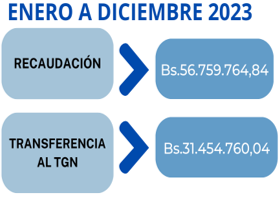 ENERO A DICIEMBRE 2023
RECAUDACIÓN
Bs.56.759.764,84
TRANSFERENCIA
AL TGN
Bs.31.454.760,04